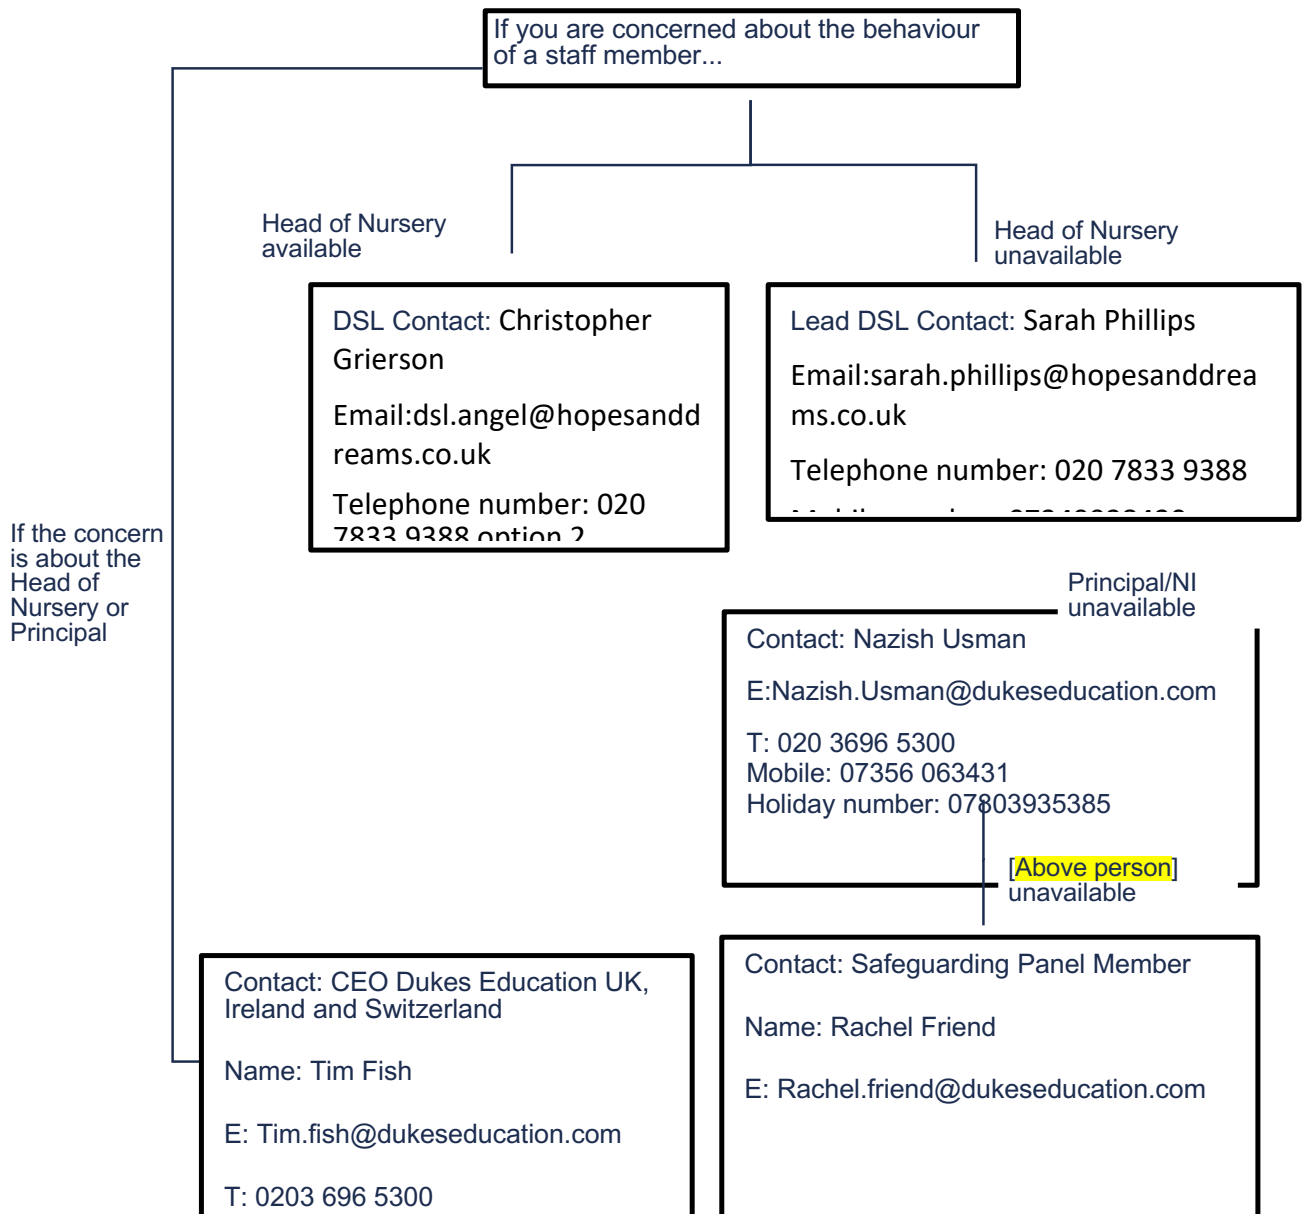 If you are concerned about the behaviour
of a staff member...
Head of Nursery
available
Head of Nursery
unavailable
DSL Contact: Christopher
Grierson
Email:dsl.angel@hopesandd
reams.co.uk
Telephone number: 020
7833 9388 option 2
Lead DSL Contact: Sarah Phillips
Email:sarah.phillips@hopesanddrea
ms.co.uk
Telephone number: 020 7833 9388
If the concern
is about the
Head of
Nursery or
Principal
Principal/NI
unavailable
Contact: Nazish Usman
E:Nazish.Usman@dukeseducation.com
T: 020 3696 5300
Mobile: 07356 063431
Holiday number: 07803935385
[Above person]
unavailable
Contact: CEO Dukes Education UK,
Ireland and Switzerland
Name: Tim Fish
E: Tim.fish@dukeseducation.com
T: 0203 696 5300
Contact: Safeguarding Panel Member
Name: Rachel Friend
E: Rachel.friend@dukeseducation.com